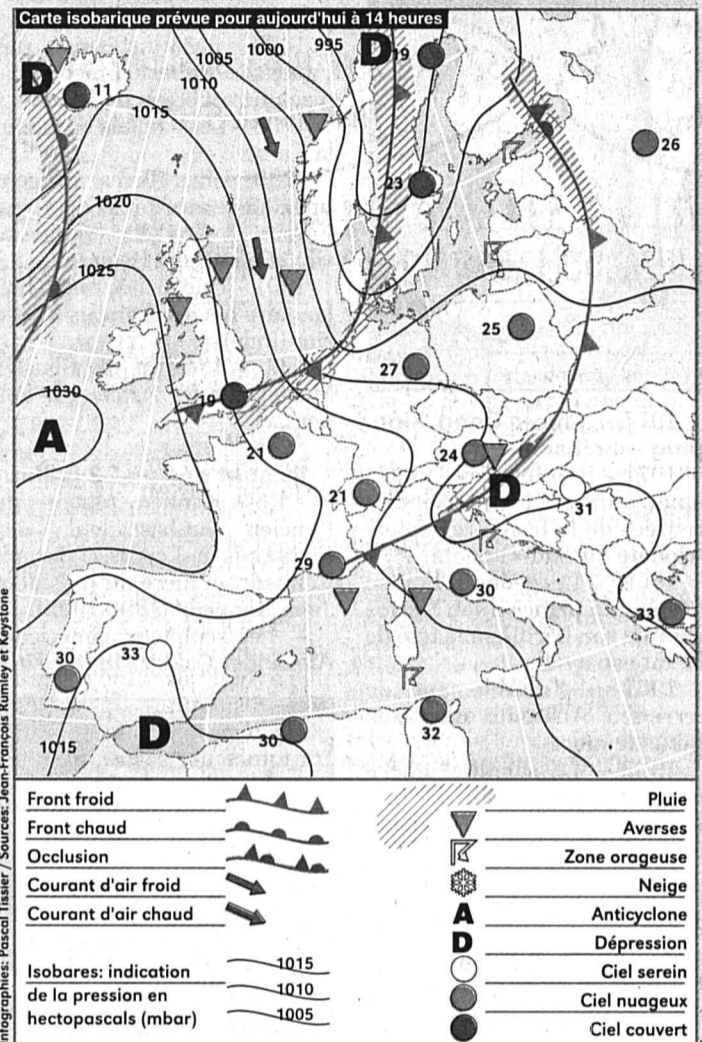 Carte isobarique prévue pour aujourd'hui à 14 heures
D
11
1015
1010
1005
1000
995
D
19
26
1020
23
1025
25
1030
27
19
A
21
24
D
21
31
29
30
33
30
33
1015
D
30
32
Front froid
Front chaud
Occlusion
Courant d'air froid
Courant d'air chaud
Isobares: indication
de la pression en
hectopascals (mbar)
1015
1010
1005
Pluie
Averses
Zone orageuse
Neige
A Anticyclone
D Dépression
Ciel serein
Ciel nuageux
Ciel couvert
Infographies: Pascal Tissier / Sources: Jean-François Rumley et Keystone